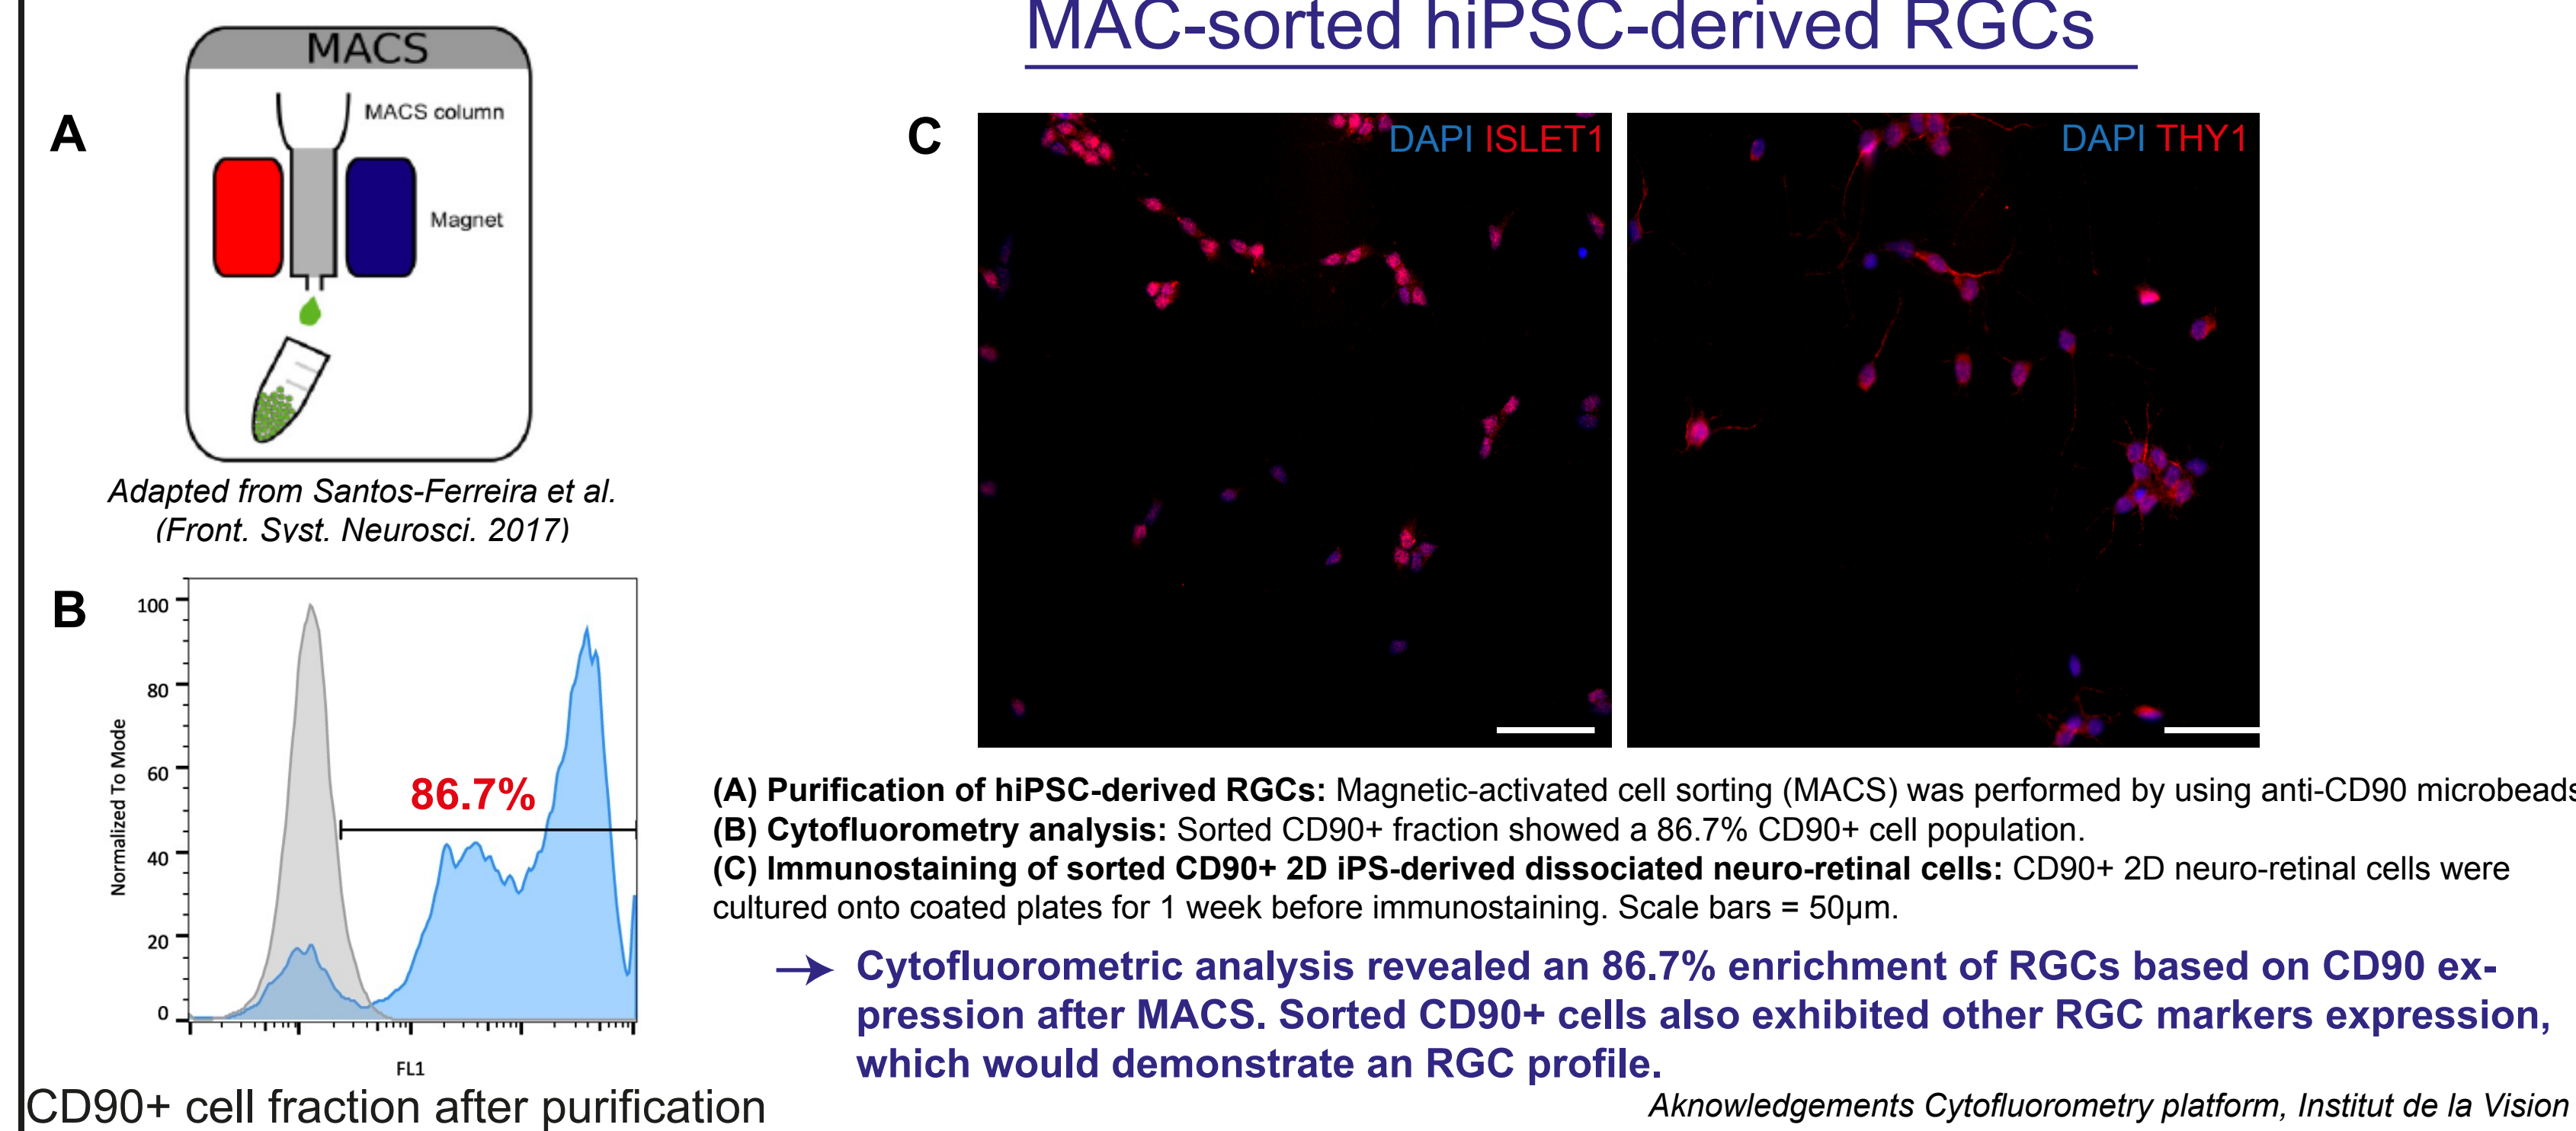 MAC-sorted hiPSC-derived RGCs
A
MACS
MACS column
Magnet
Adapted from Santos-Ferreira et al.
(Front. Syst. Neurosci. 2017)
B
100
80
60
40
20
0
Normalized To Mode
86.7%
FL1
CD90+ cell fraction after purification
C
DAPI ISLET1
DAPI THY1
(A) Purification of hiPSC-derived RGCs: Magnetic-activated cell sorting (MACS) was performed by using anti-CD90 microbeads
(B) Cytofluorometry analysis: Sorted CD90+ fraction showed a 86.7% CD90+ cell population.
(C) Immunostaining of sorted CD90+ 2D iPS-derived dissociated neuro-retinal cells: CD90+ 2D neuro-retinal cells were
cultured onto coated plates for 1 week before immunostaining. Scale bars = 50µm.
→ Cytofluorometric analysis revealed an 86.7% enrichment of RGCs based on CD90 ex-
pression after MACS. Sorted CD90+ cells also exhibited other RGC markers expression,
which would demonstrate an RGC profile.
Aknowledgements Cytofluorometry platform, Institut de la Vision